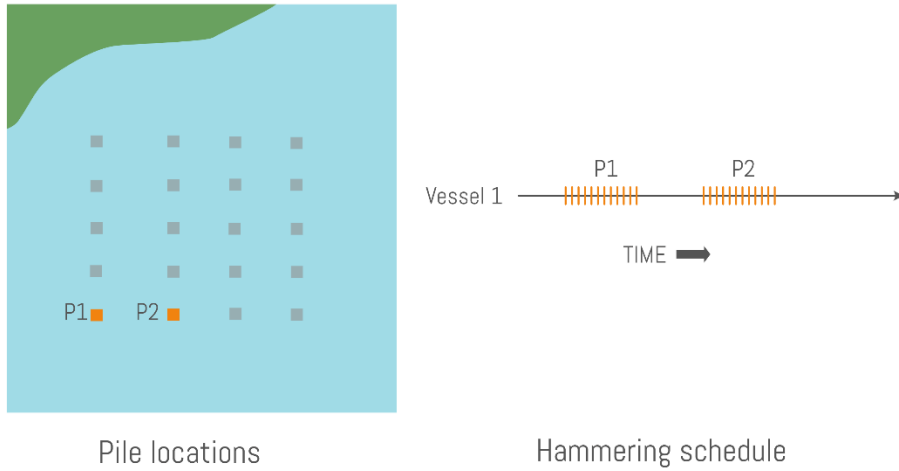 P1
P2
Pile locations
P1
P2
Vessel 1
TIME
Hammering schedule